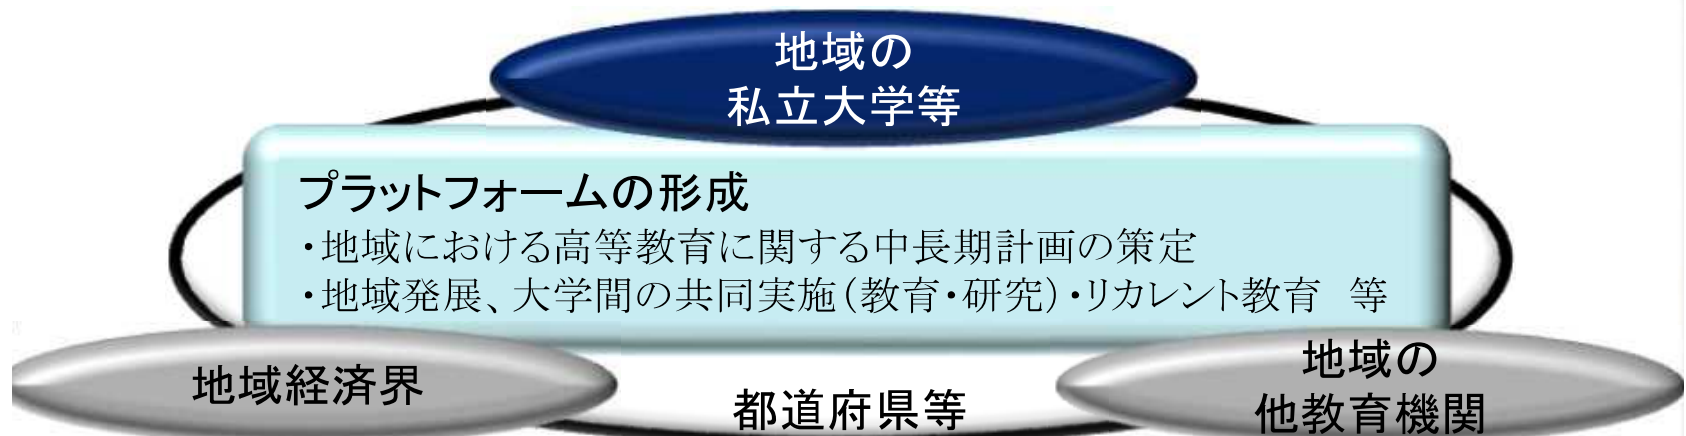 地域の
私立大学等
プラットフォームの形成
・地域における高等教育に関する中長期計画の策定
・地域発展、大学間の共同実施(教育・研究)・リカレント教育　等
地域経済界
都道府県等
地域の
他教育機関